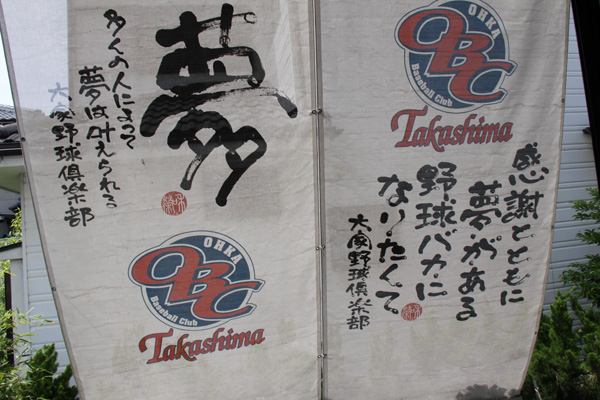 夢
多くの人によって
夢は叶えられる
大家野球倶楽部
OHKA
OBC
Baseball Club
Takashima
OHKA
OBC
Baseball Club
Takashima
感謝とともに
夢がある
野球バカに
なりたくて
大家野球倶楽部